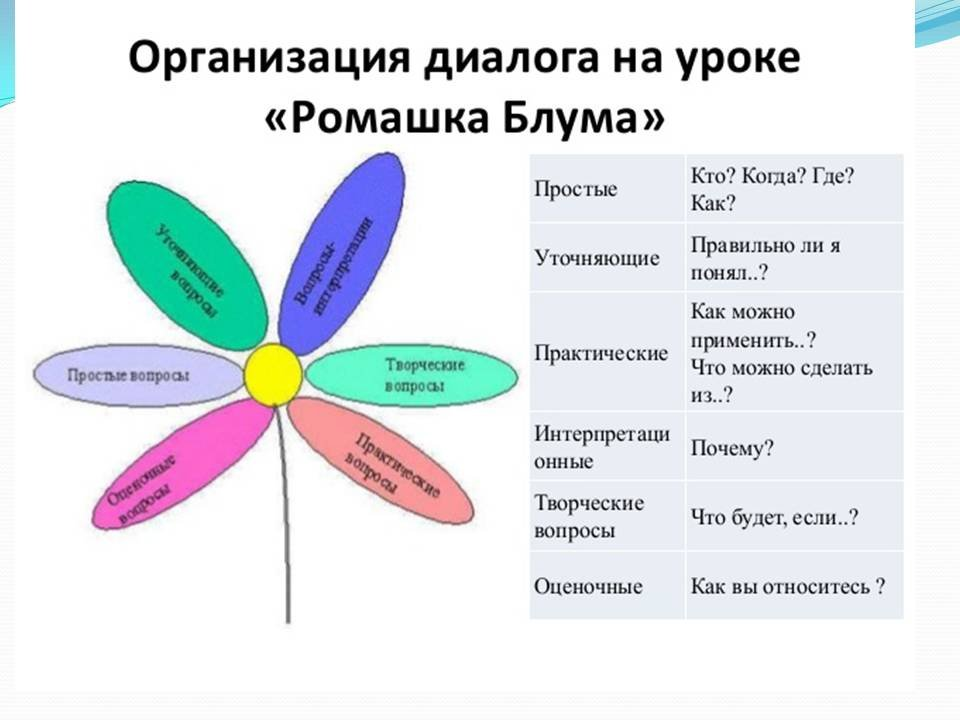 Организация диалога на уроке
«Ромашка Блума»
Уточняющие
вопросы
Вопросы-
интерпретации
Простые вопросы
Творческие
вопросы
Оценочные
вопросы
Практические
вопросы
Простые
Кто? Когда? Где?
Как?
Уточняющие
Правильно ли я
понял..?
Практические
Как можно
применить..?
Что можно сделать
из..?
Интерпретаци
онные
Почему?
Творческие
вопросы
Что будет, если..?
Оценочные
Как вы относитесь ?